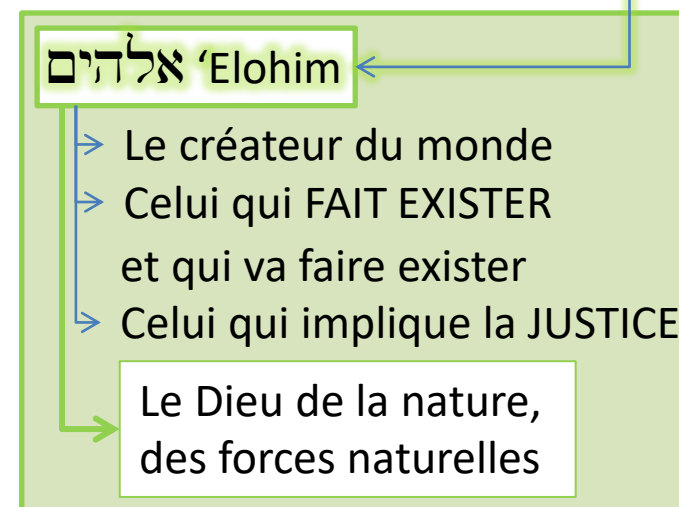 אלהים ‘Elohim
Le créateur du monde
Celui qui FAIT EXISTER
et qui va faire exister
Celui qui implique la JUSTICE
Le Dieu de la nature,
des forces naturelles